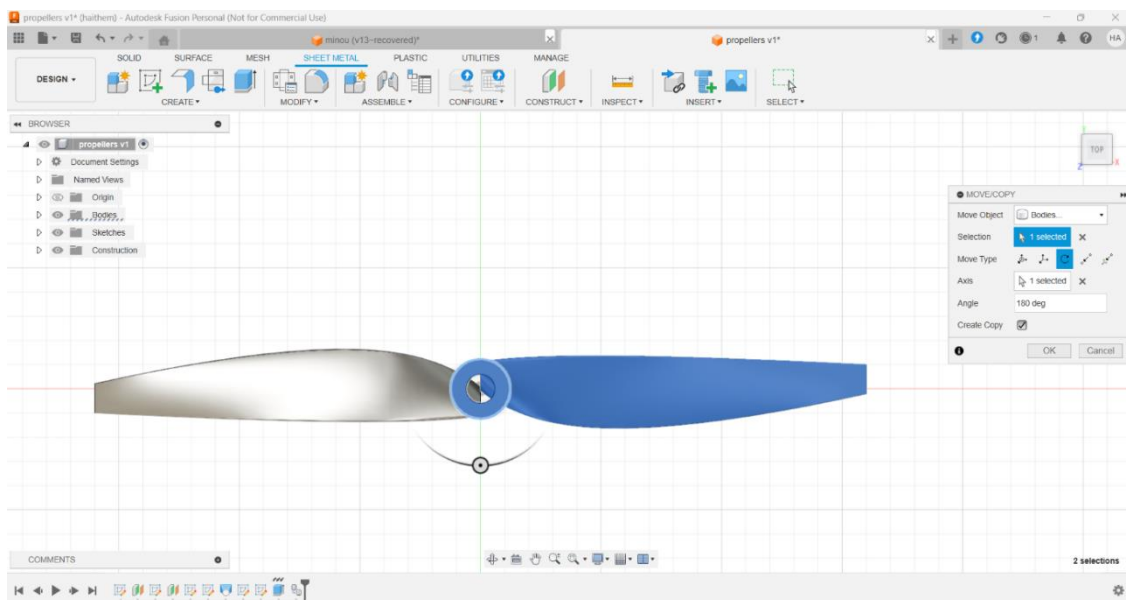 propellers v1* (haithem) - Autodesk Fusion Personal (Not for Commercial Use)
minou (v13~recovered)*
propellers v1*
1
HA
SOLID SURFACE MESH SHEET METAL PLASTIC UTILITIES MANAGE
DESIGN
CREATE MODIFY ASSEMBLE CONFIGURE CONSTRUCT INSPECT INSERT SELECT
BROWSER
propellers v1
Document Settings
Named Views
Origin
Bodies
Sketches
Construction
TOP
X
Z
MOVE/COPY
Move Object Bodies...
Selection 1 selected
Move Type
Axis 1 selected
Angle 180 deg
Create Copy
OK Cancel
COMMENTS
2 selections